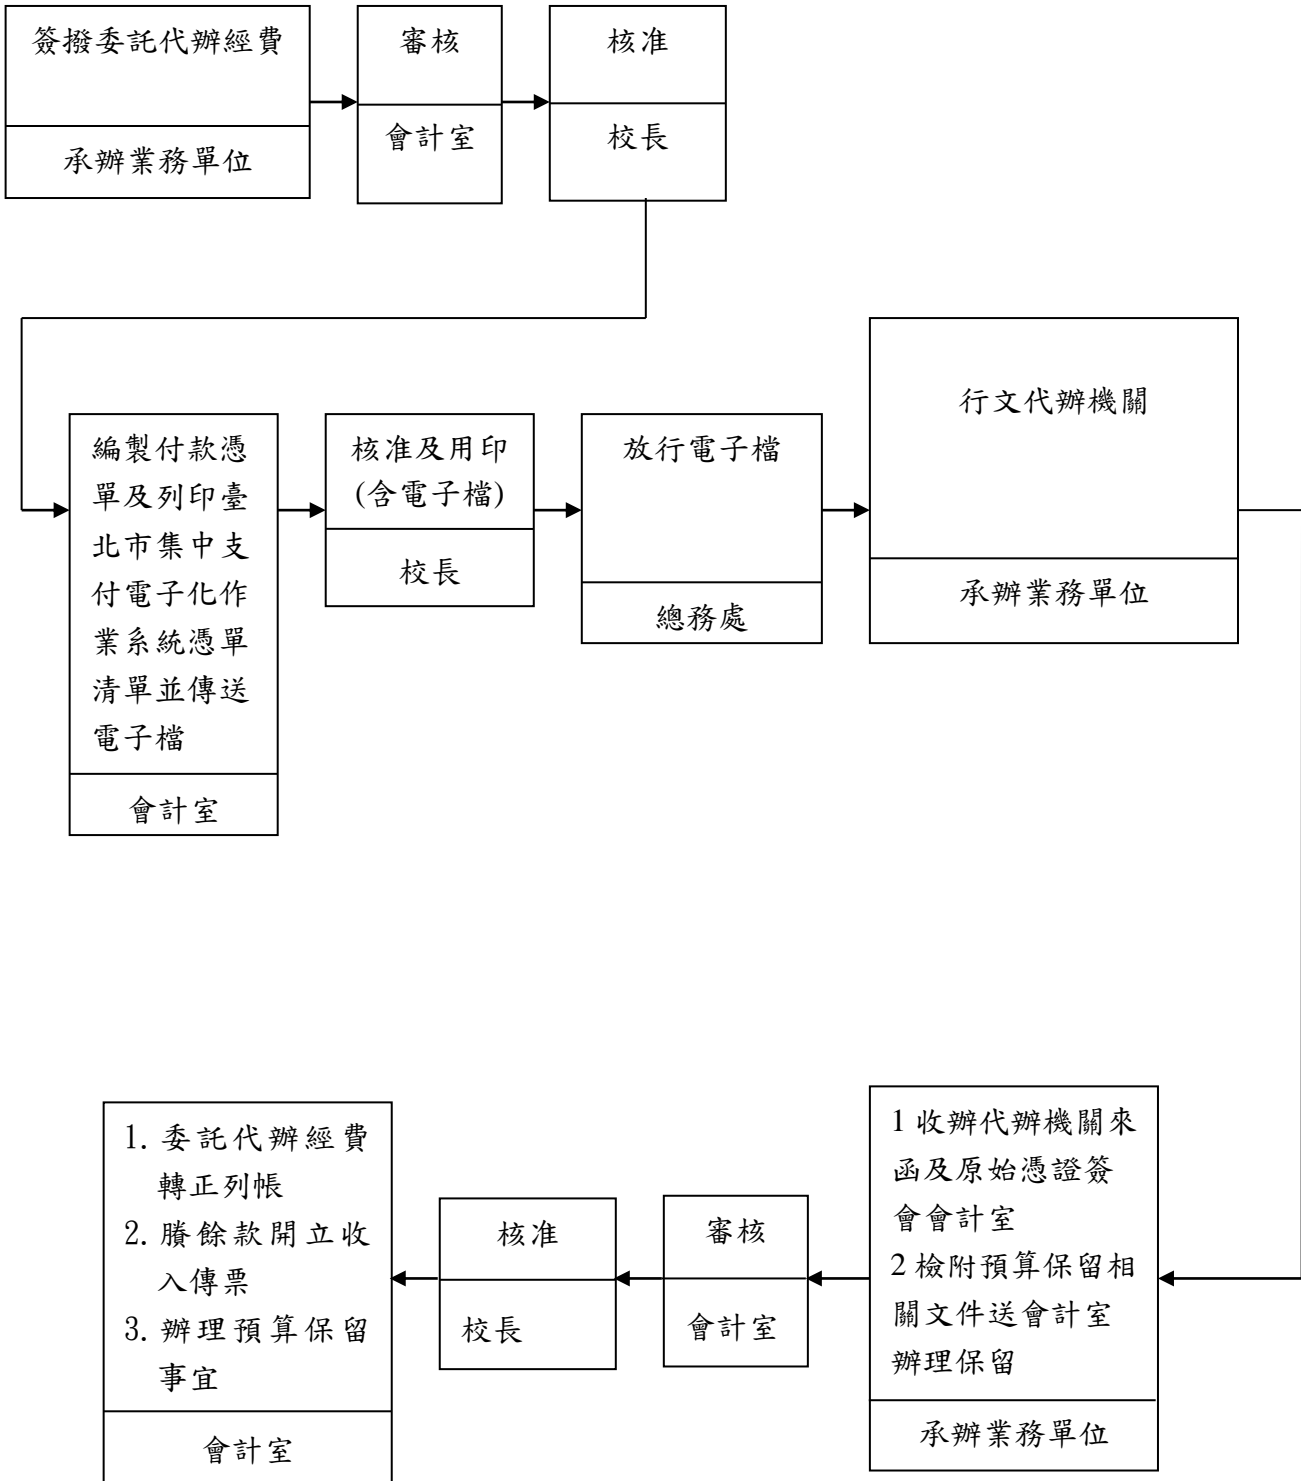 簽撥委託代辦經費
承辦業務單位
審核
會計室
核准
校長
編製付款憑
單及列印臺
北市集中支
付電子化作
業系統憑單
清單並傳送
電子檔
會計室
核准及用印
(含電子檔)
校長
放行電子檔
總務處
行文代辦機關
承辦業務單位
1 收辦代辦機關來
函及原始憑證簽
會會計室
2 檢附預算保留相
關文件送會計室
辦理保留
承辦業務單位
審核
會計室
核准
校長
1. 委託代辦經費
轉正列帳
2. 賸餘款開立收
入傳票
3. 辦理預算保留
事宜
會計室